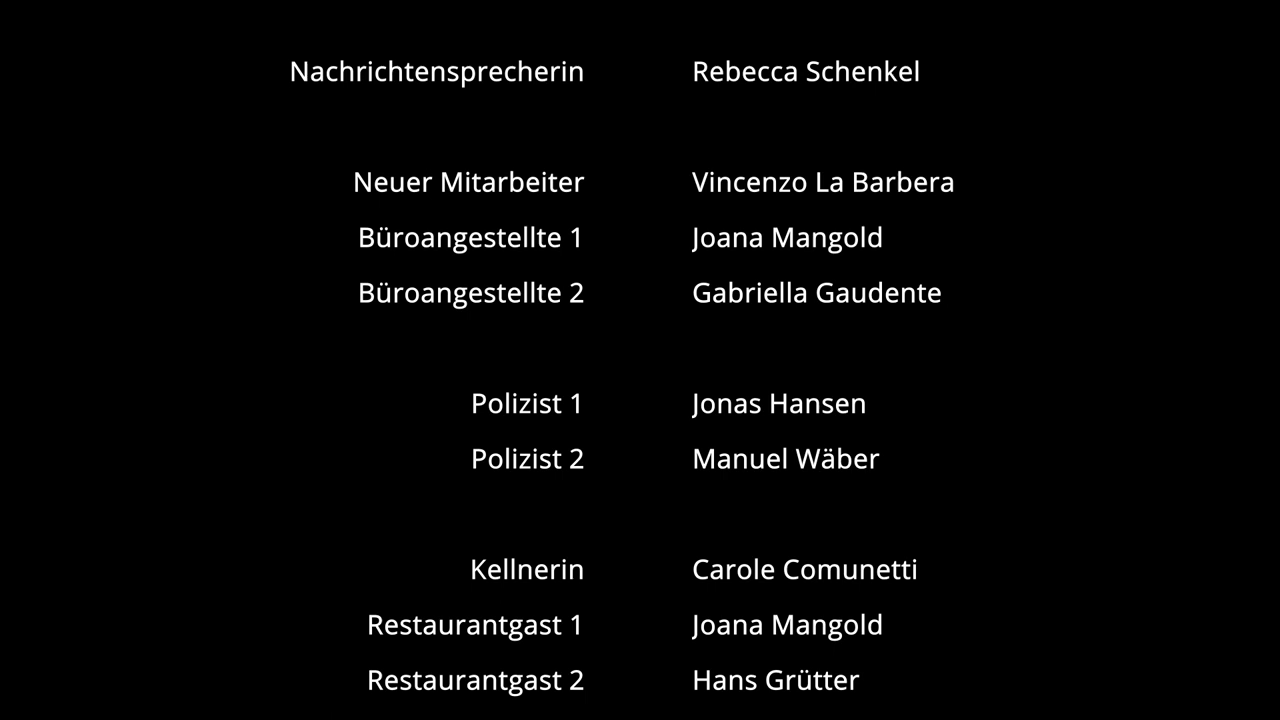 Nachrichtensprecherin Rebecca Schenkel
Neuer Mitarbeiter Vincenzo La Barbera
Büroangestellte 1 Joana Mangold
Büroangestellte 2 Gabriella Gaudente
Polizist 1 Jonas Hansen
Polizist 2 Manuel Wäber
Kellnerin Carole Comunetti
Restaurantgast 1 Joana Mangold
Restaurantgast 2 Hans Grütter